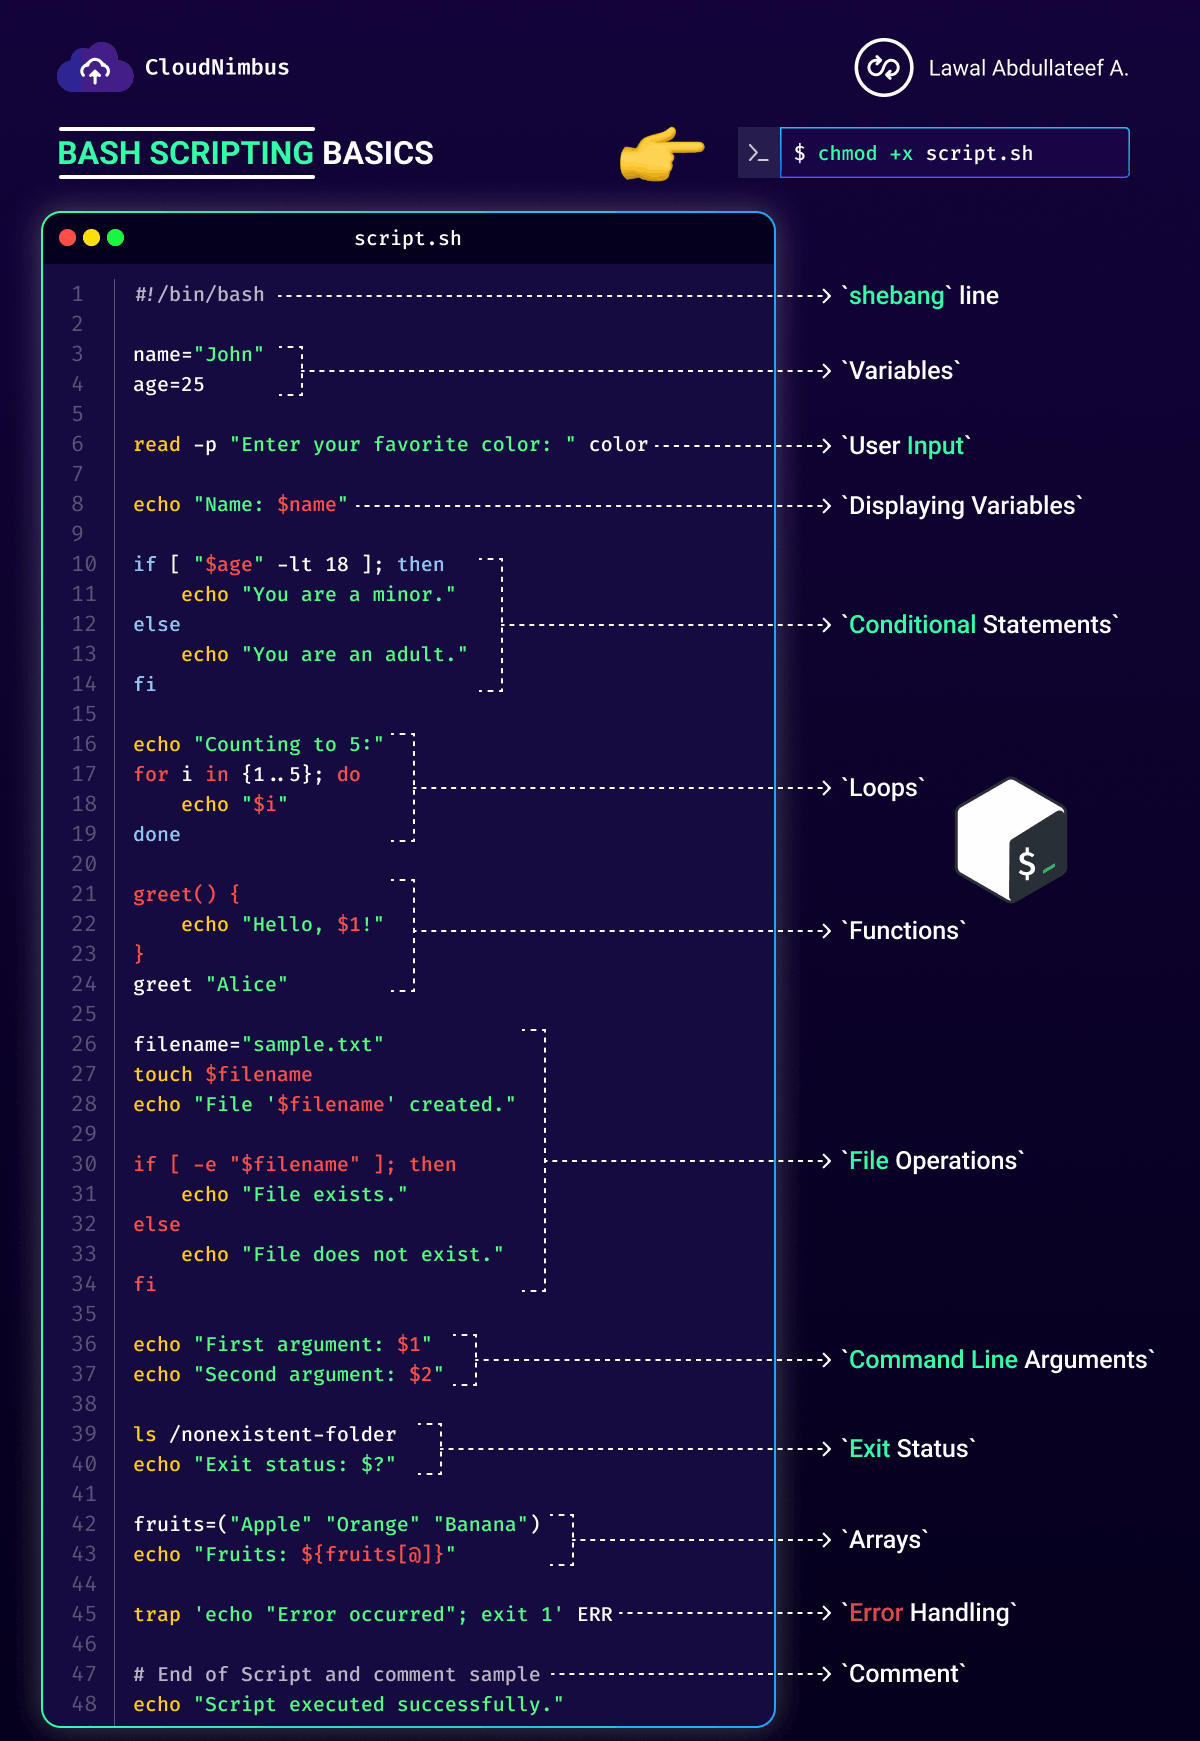 CloudNimbus
Lawal Abdullateef A.
BASH SCRIPTING BASICS
>_ $ chmod +x script.sh
script.sh
1 #!/bin/bash `shebang` line
2
3 name="John"
`Variables`
4 age=25
5
6 read -p "Enter your favorite color: " color `User Input`
7
8 echo "Name: $name" `Displaying Variables`
9
10 if [ "$age" -lt 18 ]; then
11     echo "You are a minor."
12 else `Conditional Statements`
13     echo "You are an adult."
14 fi
15
16 echo "Counting to 5:"
17 for i in {1..5}; do `Loops`
18     echo "$i"
19 done
$_
20
21 greet() {
22     echo "Hello, $1!" `Functions`
23 }
24 greet "Alice"
25
26 filename="sample.txt"
27 touch $filename
28 echo "File '$filename' created."
29
30 if [ -e "$filename" ]; then `File Operations`
31     echo "File exists."
32 else
33     echo "File does not exist."
34 fi
35
36 echo "First argument: $1"
`Command Line Arguments`
37 echo "Second argument: $2"
38
39 ls /nonexistent-folder
`Exit Status`
40 echo "Exit status: $?"
41
42 fruits=("Apple" "Orange" "Banana")
`Arrays`
43 echo "Fruits: ${fruits[@]}"
44
45 trap 'echo "Error occurred"; exit 1' ERR `Error Handling`
46
47 # End of Script and comment sample `Comment`
48 echo "Script executed successfully."